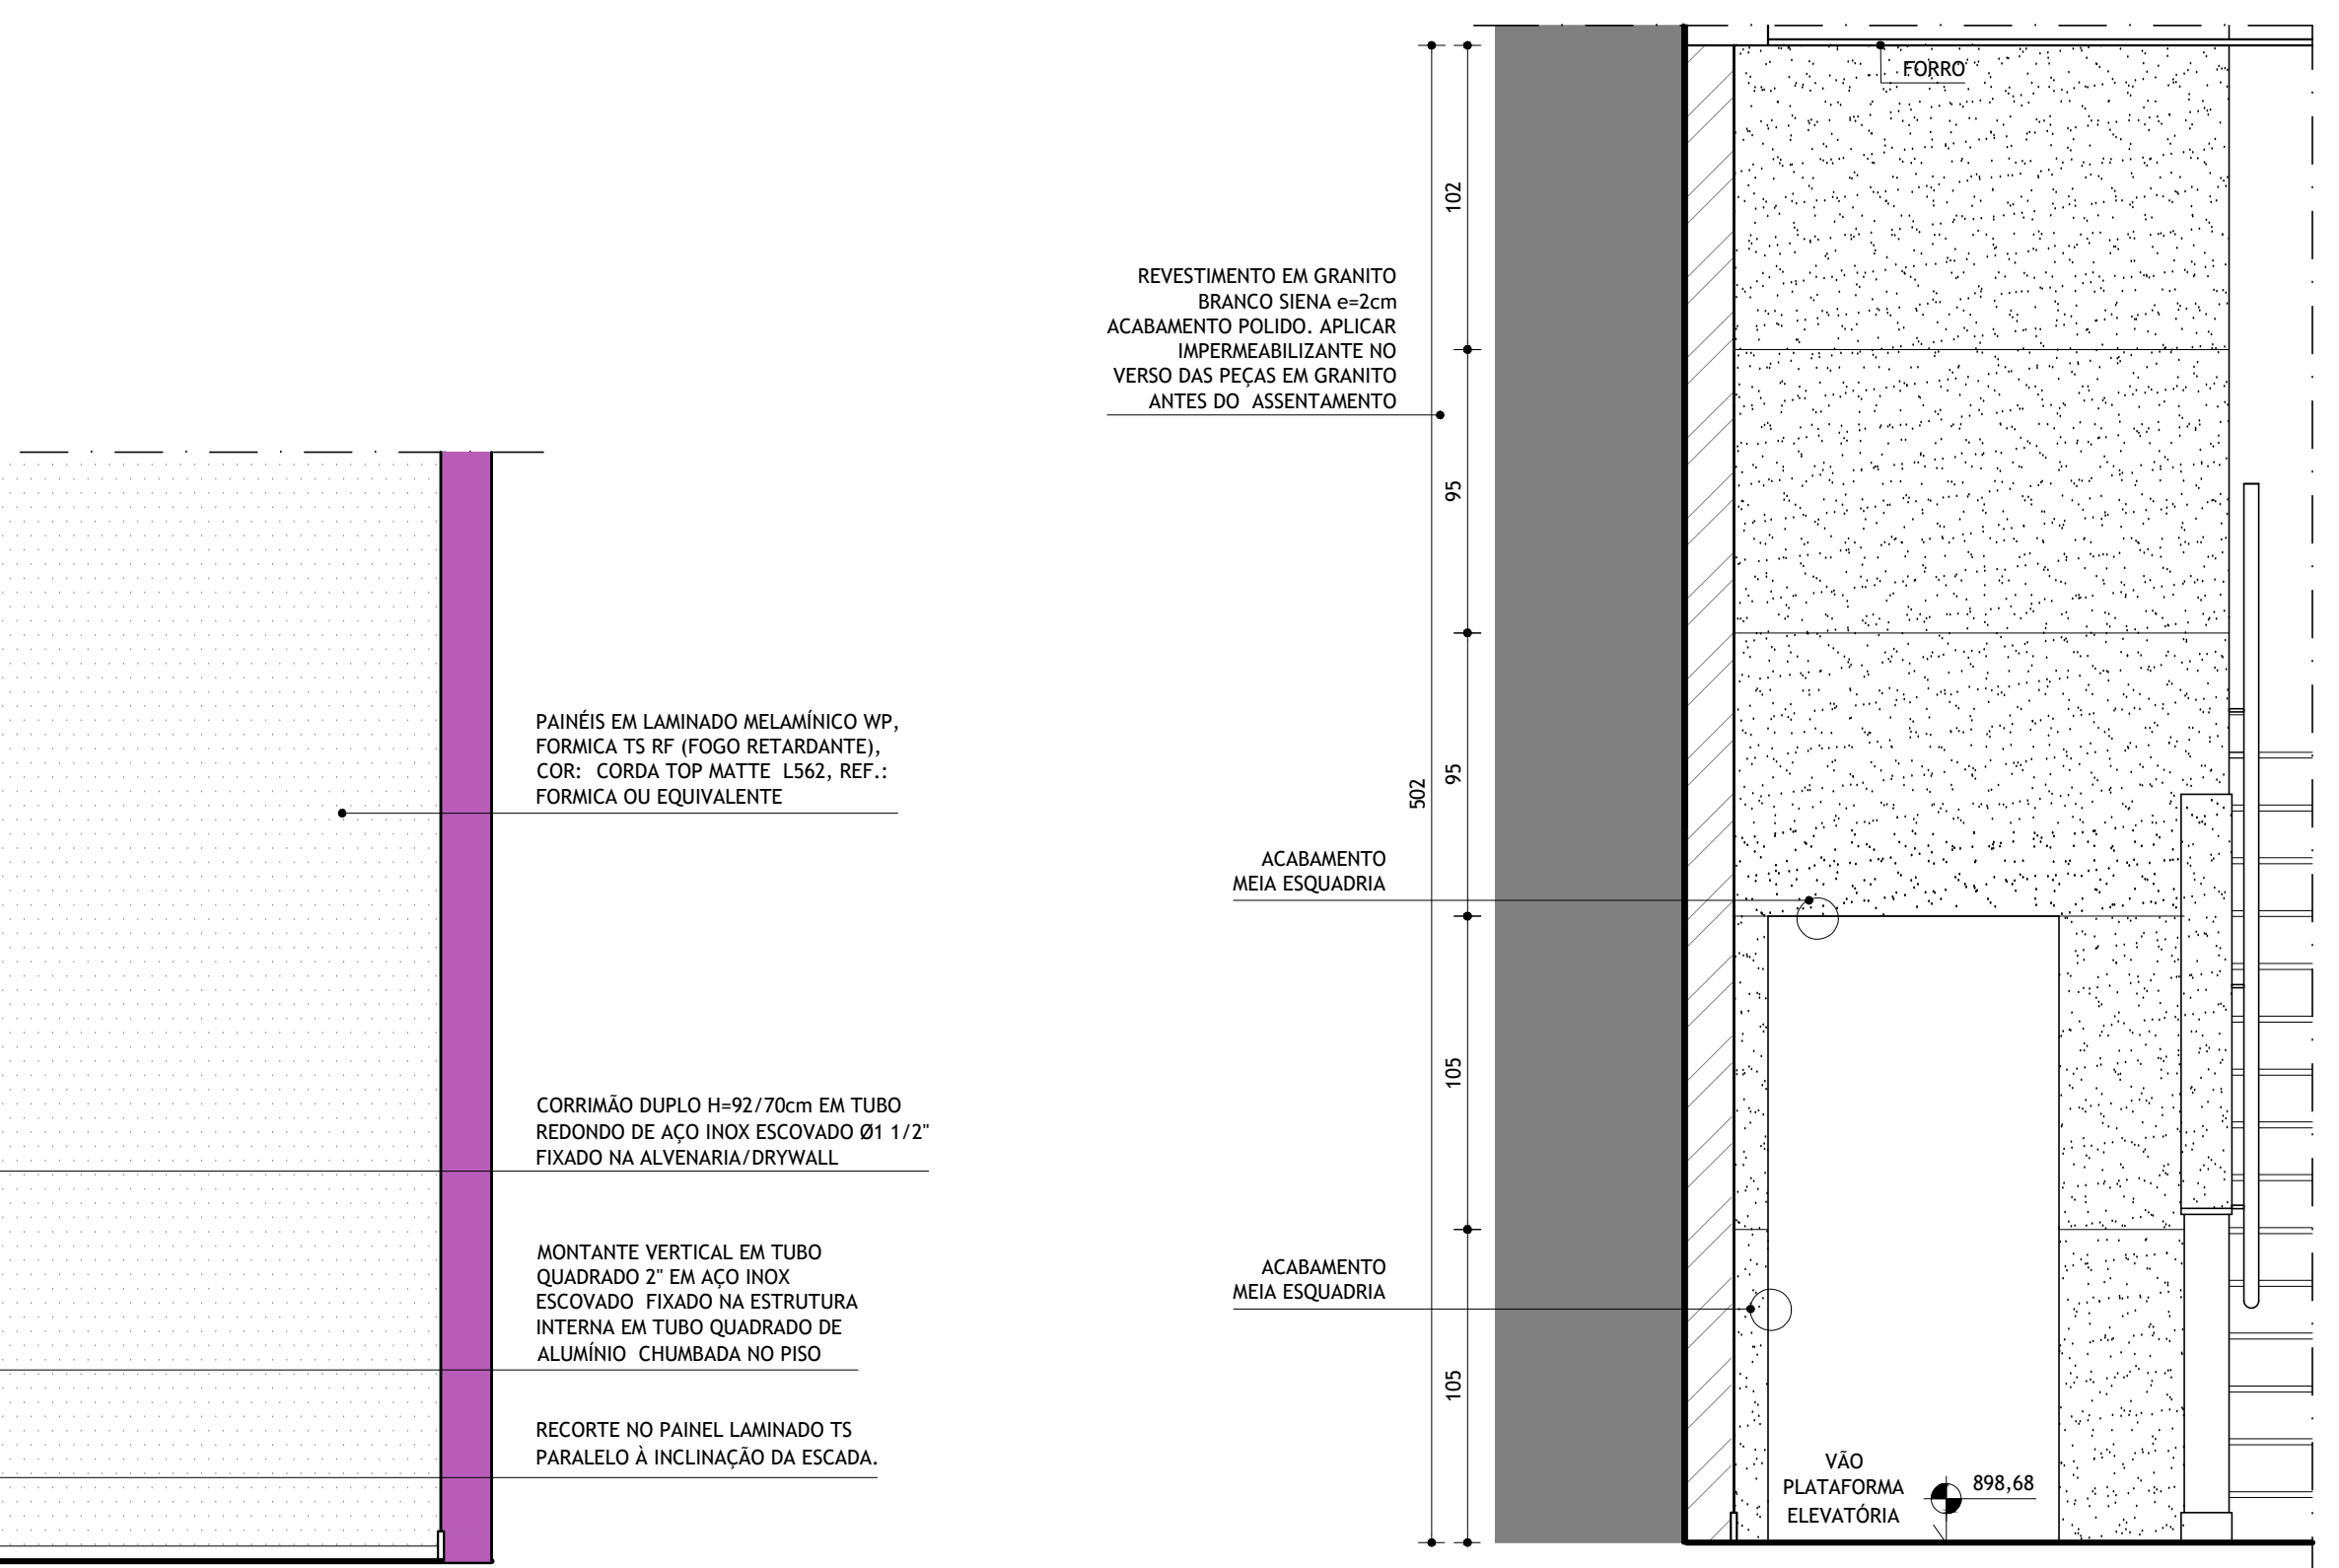 PAINÉIS EM LAMINADO MELAMÍNICO WP,
FORMICA TS RF (FOGO RETARDANTE),
COR: CORDA TOP MATTE L562, REF.:
FORMICA OU EQUIVALENTE
CORRIMÃO DUPLO H=92/70cm EM TUBO
REDONDO DE AÇO INOX ESCOVADO Ø1 1/2"
FIXADO NA ALVENARIA/DRYWALL
MONTANTE VERTICAL EM TUBO
QUADRADO 2" EM AÇO INOX
ESCOVADO FIXADO NA ESTRUTURA
INTERNA EM TUBO QUADRADO DE
ALUMÍNIO CHUMBADA NO PISO
RECORTE NO PAINEL LAMINADO TS
PARALELO À INCLINAÇÃO DA ESCADA.
REVESTIMENTO EM GRANITO
BRANCO SIENA e=2cm
ACABAMENTO POLIDO. APLICAR
IMPERMEABILIZANTE NO
VERSO DAS PEÇAS EM GRANITO
ANTES DO ASSENTAMENTO
ACABAMENTO
MEIA ESQUADRIA
ACABAMENTO
MEIA ESQUADRIA
502
102
95
95
105
105
FORRO
VÃO
PLATAFORMA
ELEVATÓRIA
898,68